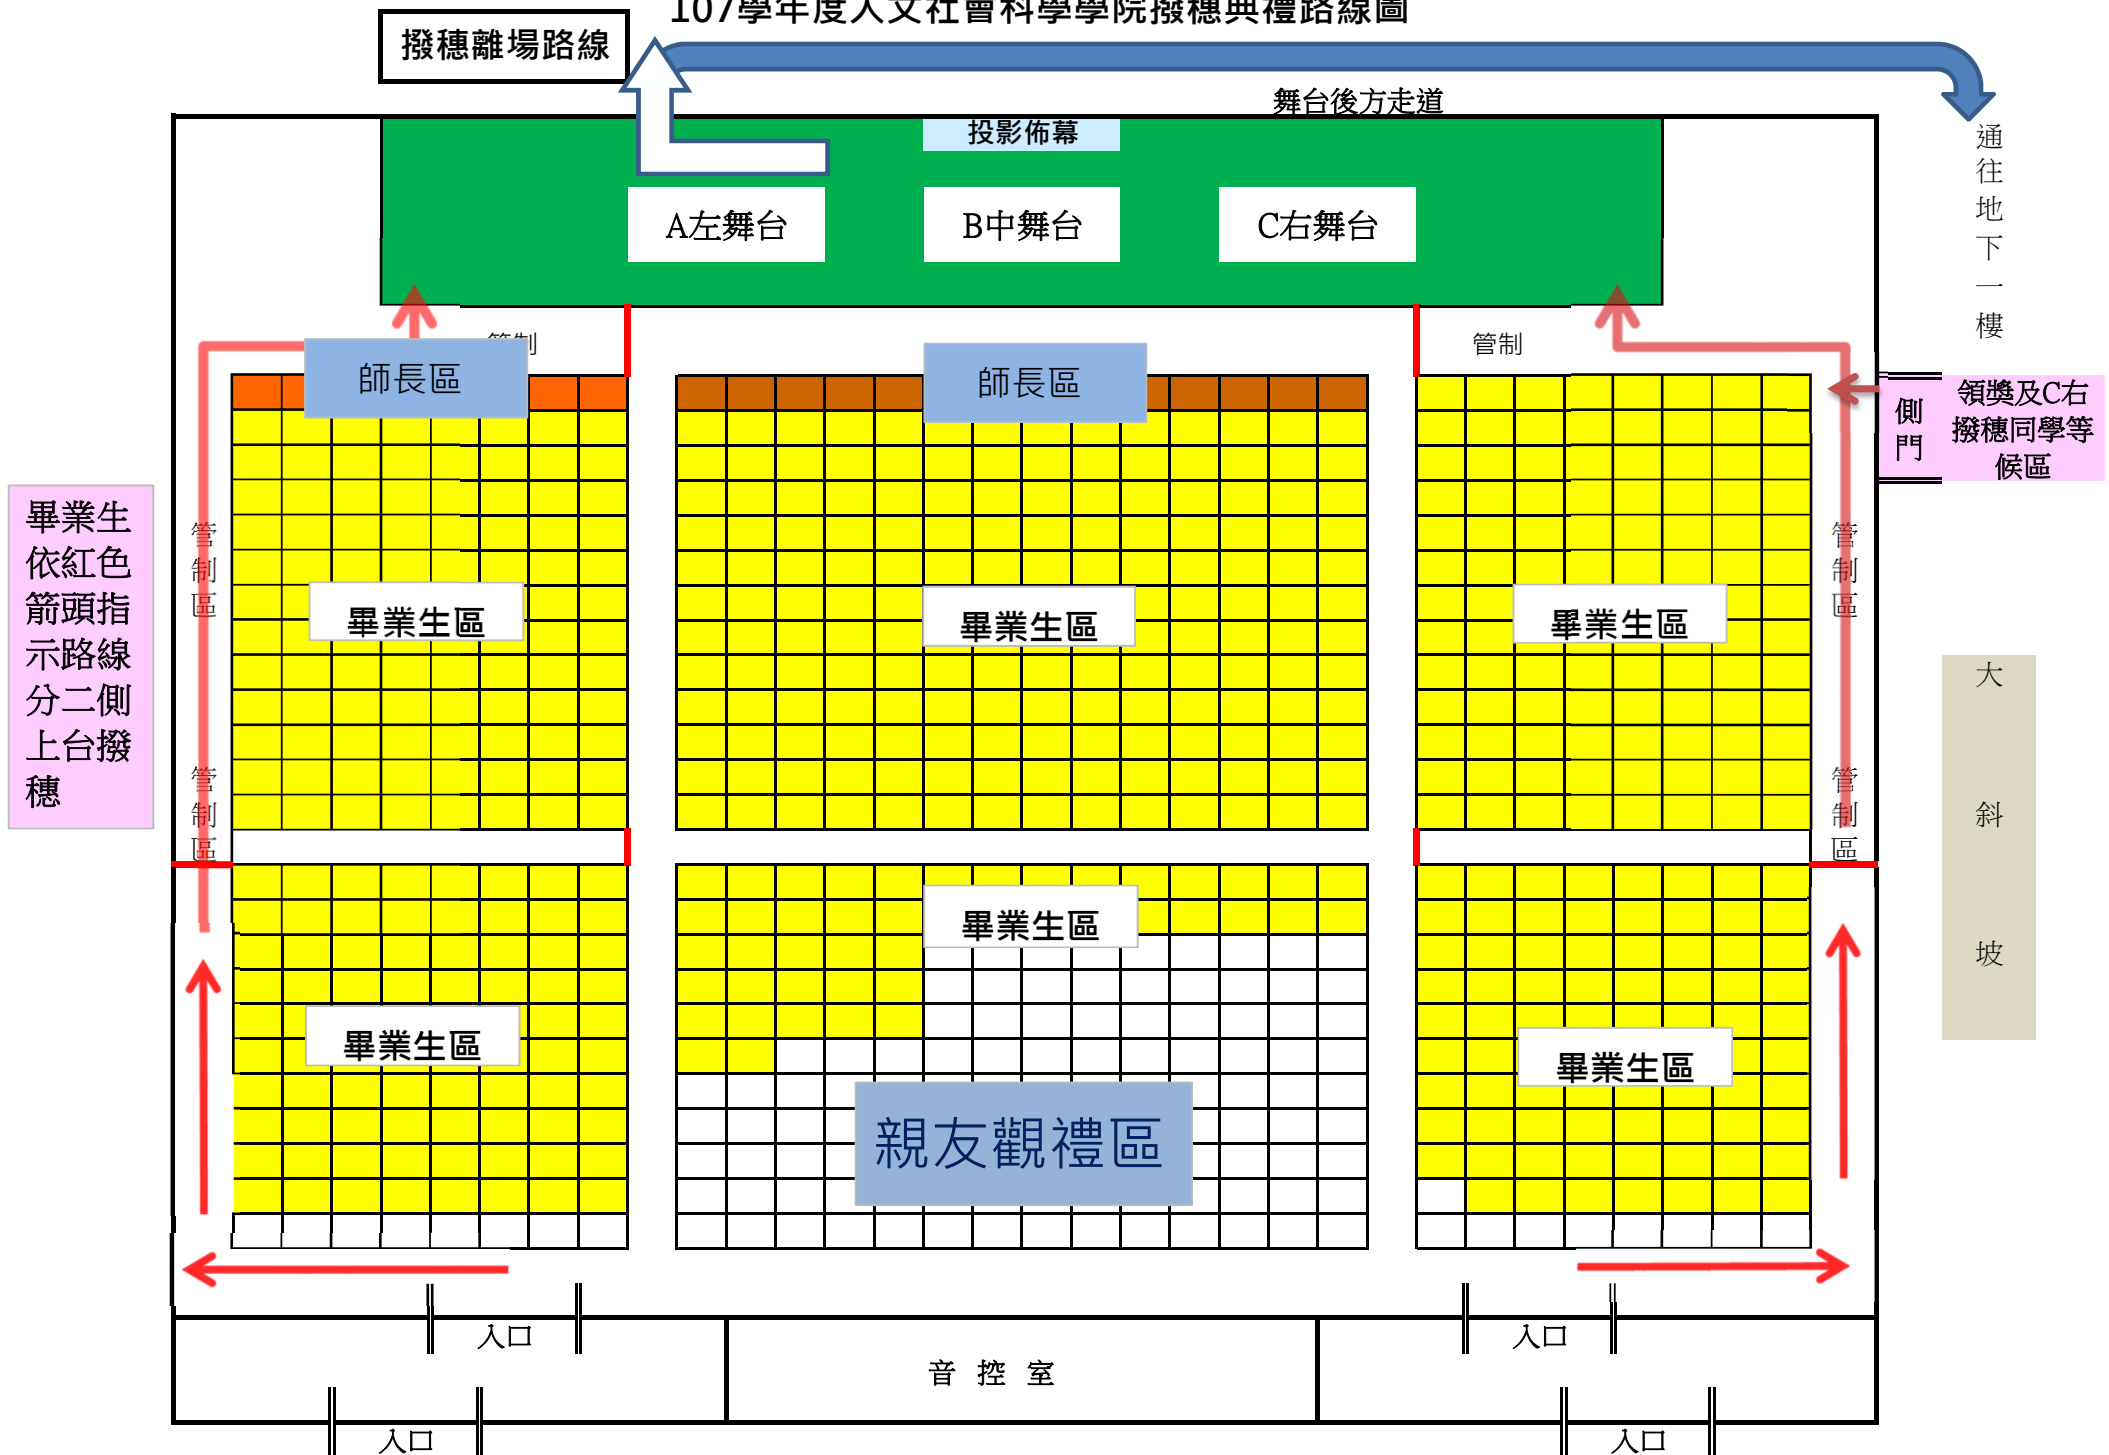 107學年度人文社會科學學院撥穗典禮路線圖
撥穗離場路線
舞台後方走道
投影佈幕
通往地下一樓
A左舞台
B中舞台
C右舞台
管制
管制
師長區
師長區
側門
領獎及C右
撥穗同學等
候區
畢業生
依紅色
箭頭指
示路線
分二側
上台撥
穗
管制區
管制區
畢業生區
畢業生區
畢業生區
大斜坡
管制區
管制區
畢業生區
畢業生區
畢業生區
親友觀禮區
入口
入口
音控室
入口
入口